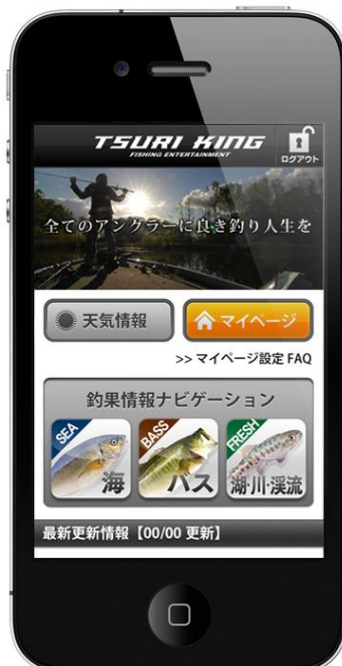 TSURI KING
FISHING ENTERTAINMENT
ログアウト
全てのアングラーに良き釣り人生を
天気情報
マイページ
>> マイページ設定 FAQ
釣果情報ナビゲーション
SEA
海
BASS
バス
FRESH
湖・川・渓流
最新更新情報【00/00 更新】